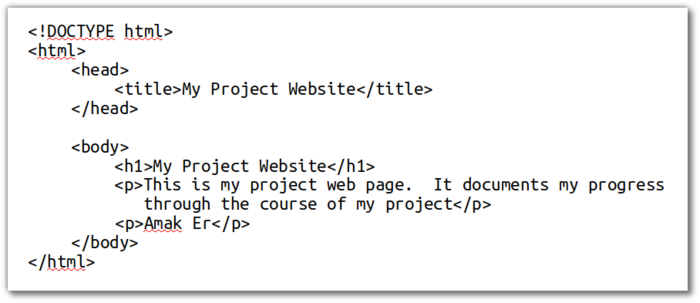 <!DOCTYPE html>
<html>
<head>
<title>My Project Website</title>
</head>
<body>
<h1>My Project Website</h1>
<p>This is my project web page.  It documents my progress
through the course of my project</p>
<p>Amak Er</p>
</body>
</html>